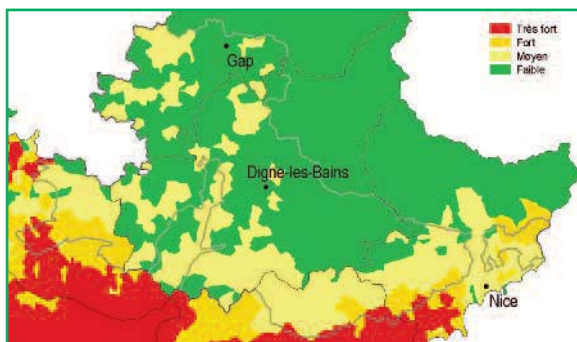 Très fort
Fort
Moyen
Faible
Gap
Digne-les-Bains
Nice